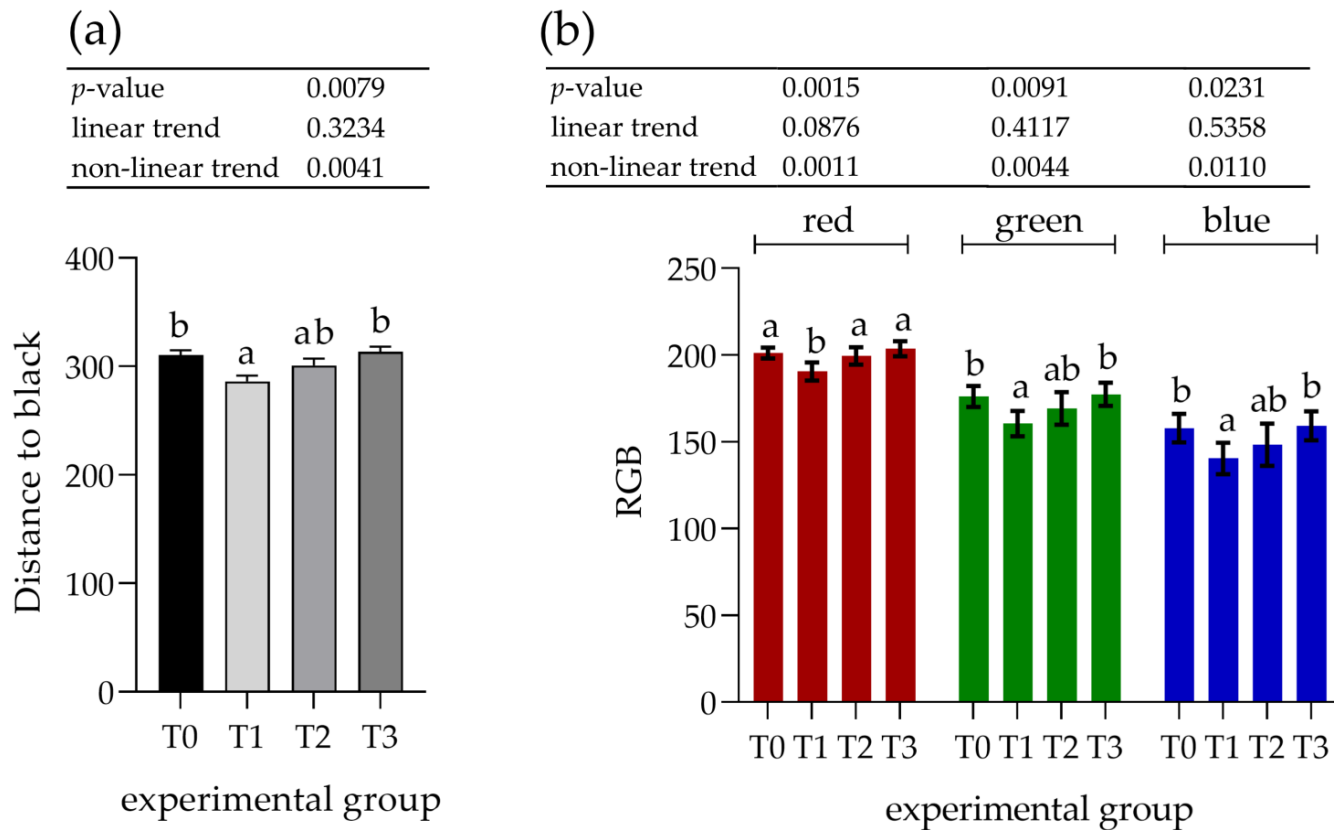 (a)
p-value 0.0079
linear trend 0.3234
non-linear trend 0.0041
400
300
200
100
0
Distance to black
b a ab b
T0 T1 T2 T3
experimental group
(b)
p-value 0.0015 0.0091 0.0231
linear trend 0.0876 0.4117 0.5358
non-linear trend 0.0011 0.0044 0.0110
red green blue
250
200
150
100
50
0
RGB
a b a a b a ab b b a ab b
T0 T1 T2 T3 T0 T1 T2 T3 T0 T1 T2 T3
experimental group